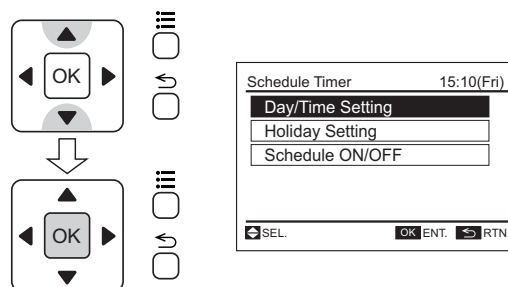 OK
OK
Schedule Timer 15:10(Fri)
Day/Time Setting
Holiday Setting
Schedule ON/OFF
SEL. OK ENT. RTN.